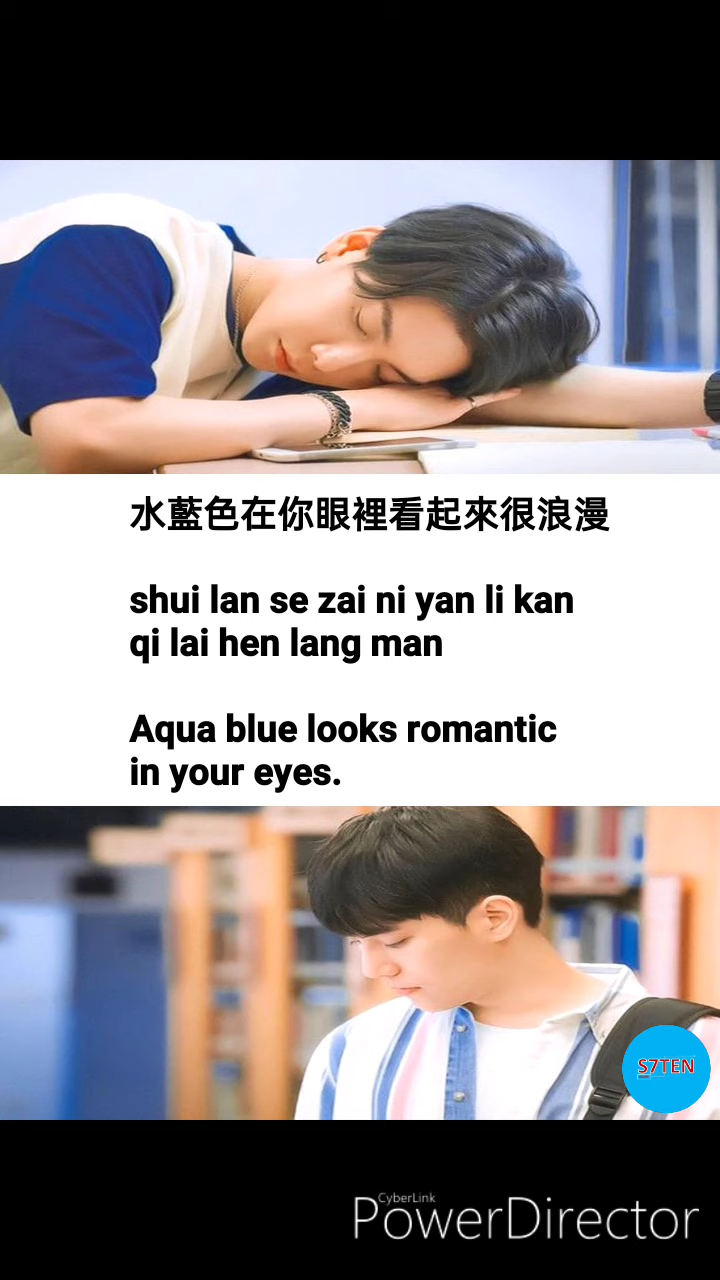 水藍色在你眼裡看起來很浪漫
shui lan se zai ni yan li kan
qi lai hen lang man
Aqua blue looks romantic
in your eyes.
S7TEN
CyberLink
PowerDirector